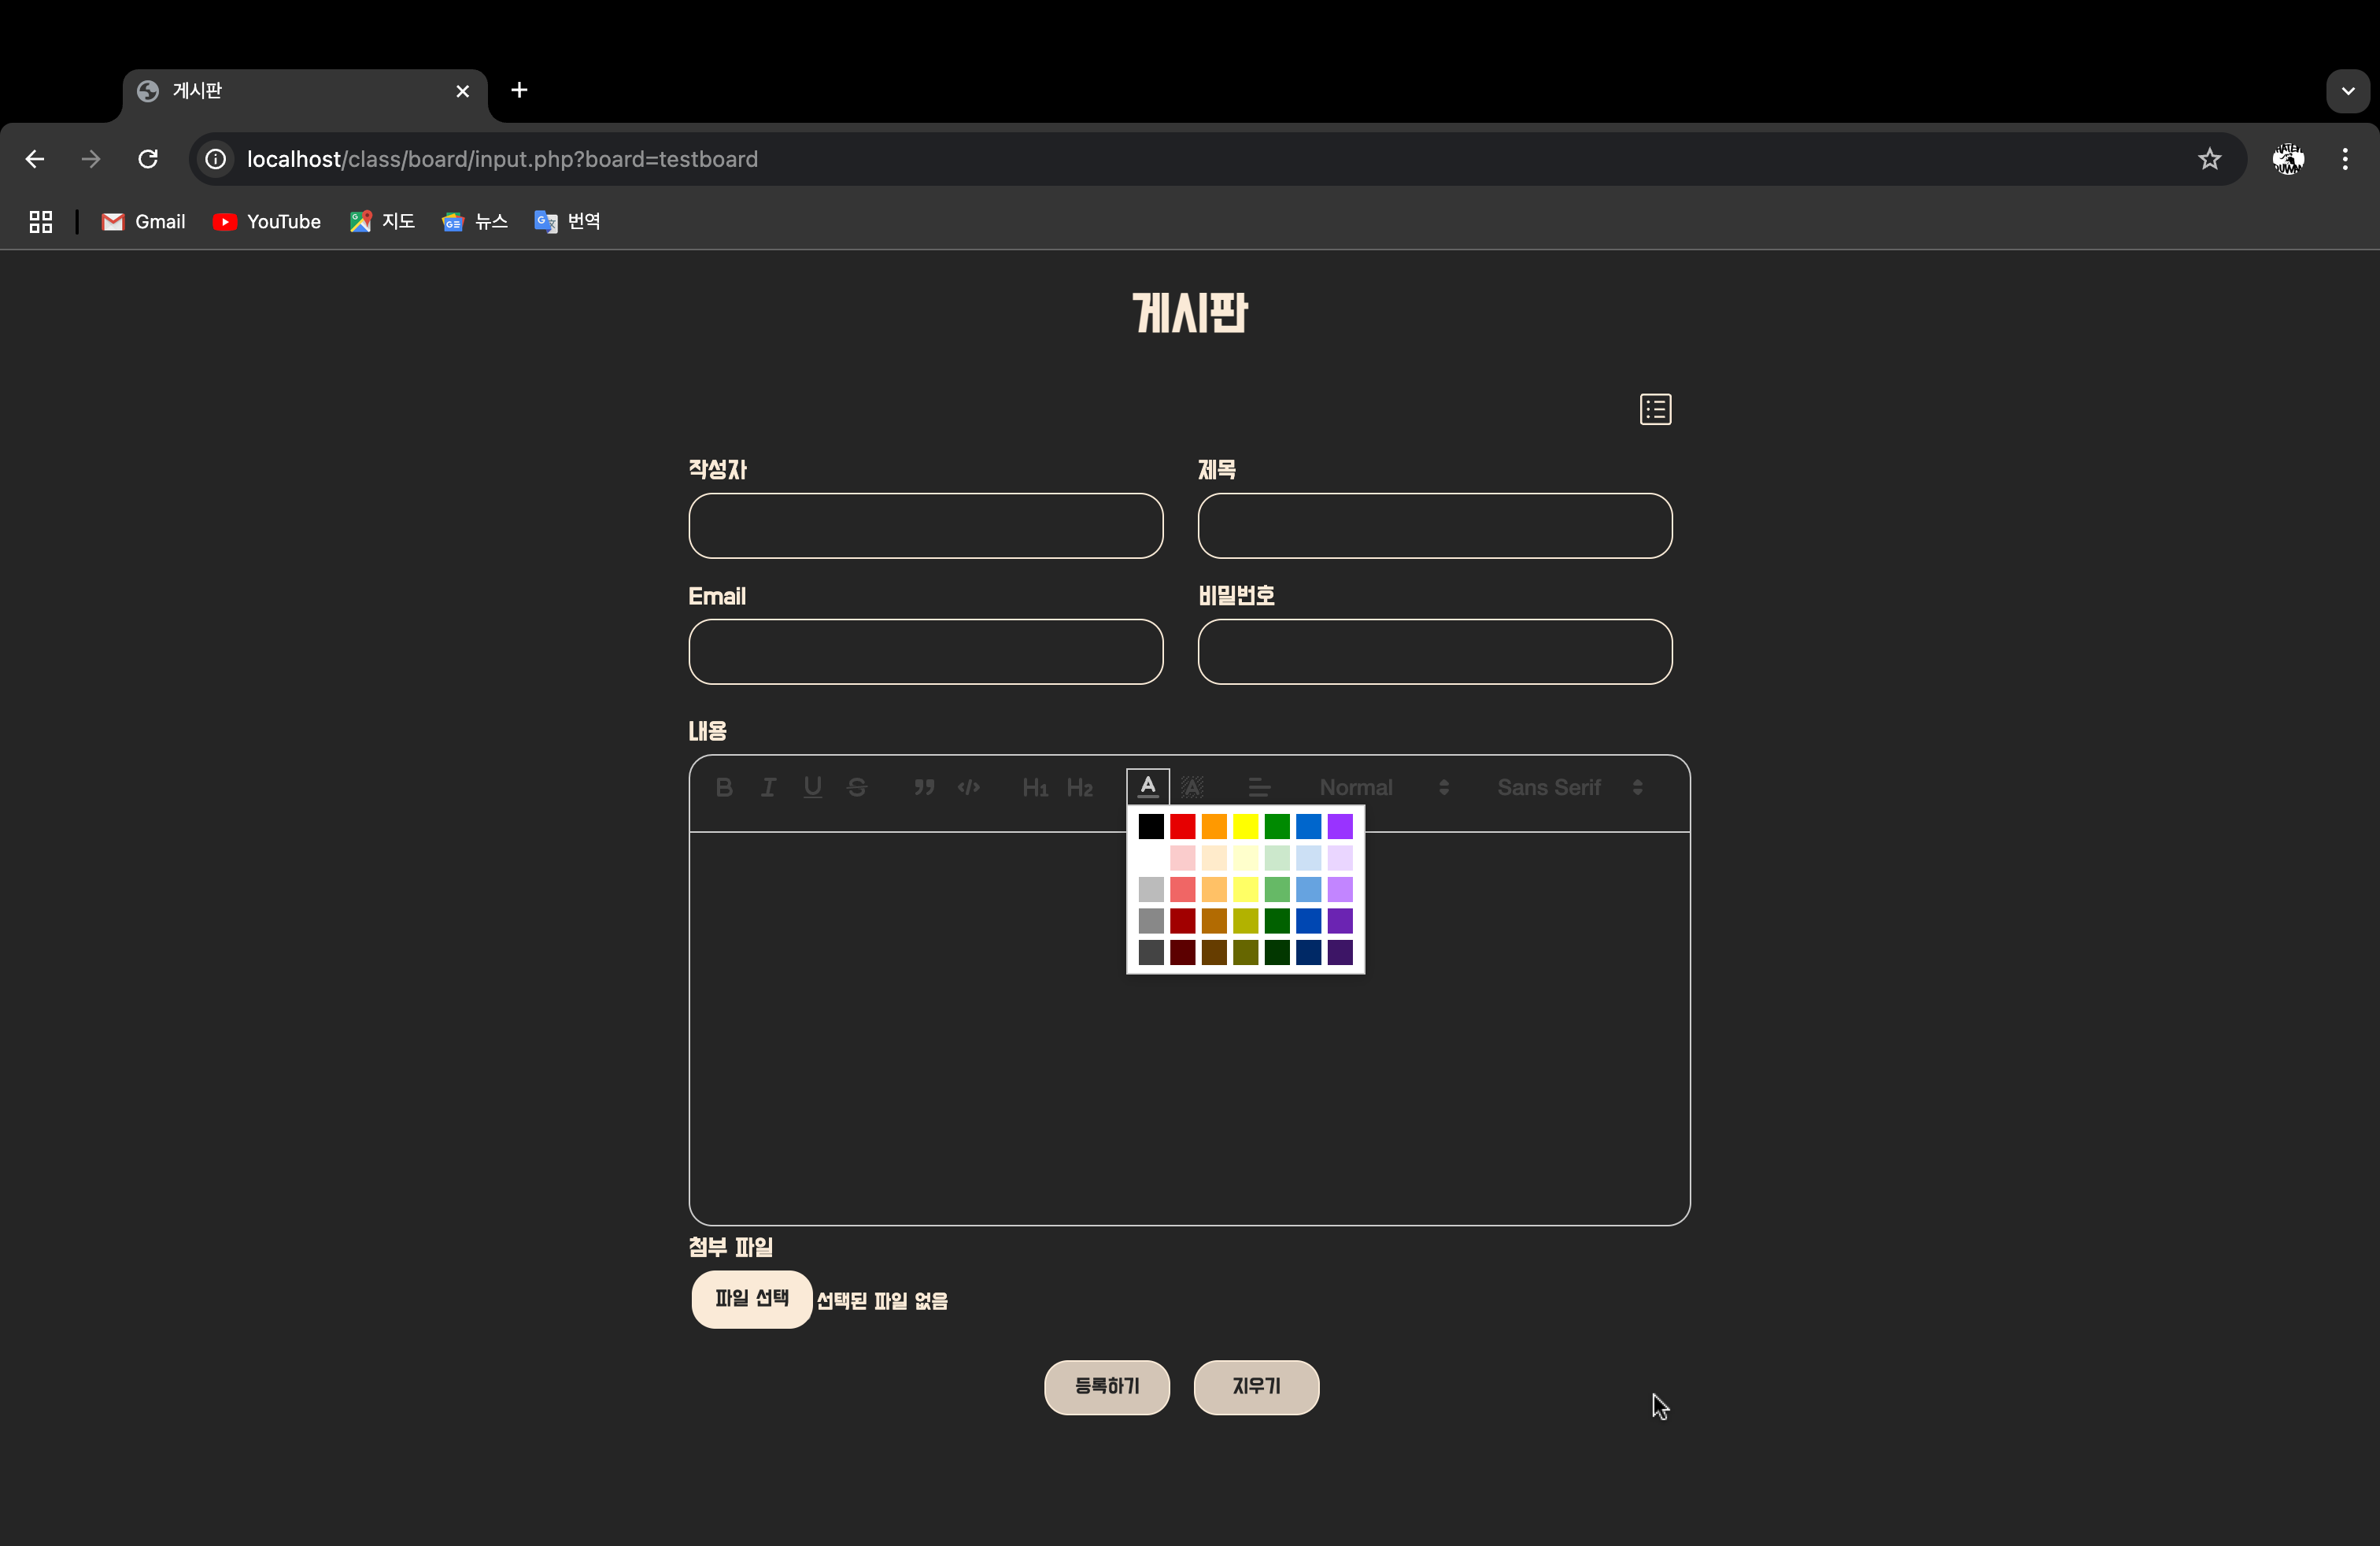 게시판
localhost/class/board/input.php?board=testboard
Gmail YouTube 지도 뉴스 번역
게시판
작성자 제목
Email 비밀번호
내용
B I U S H1 H2 A A Normal Sans Serif
첨부 파일
파일 선택 선택된 파일 없음
등록하기 지우기